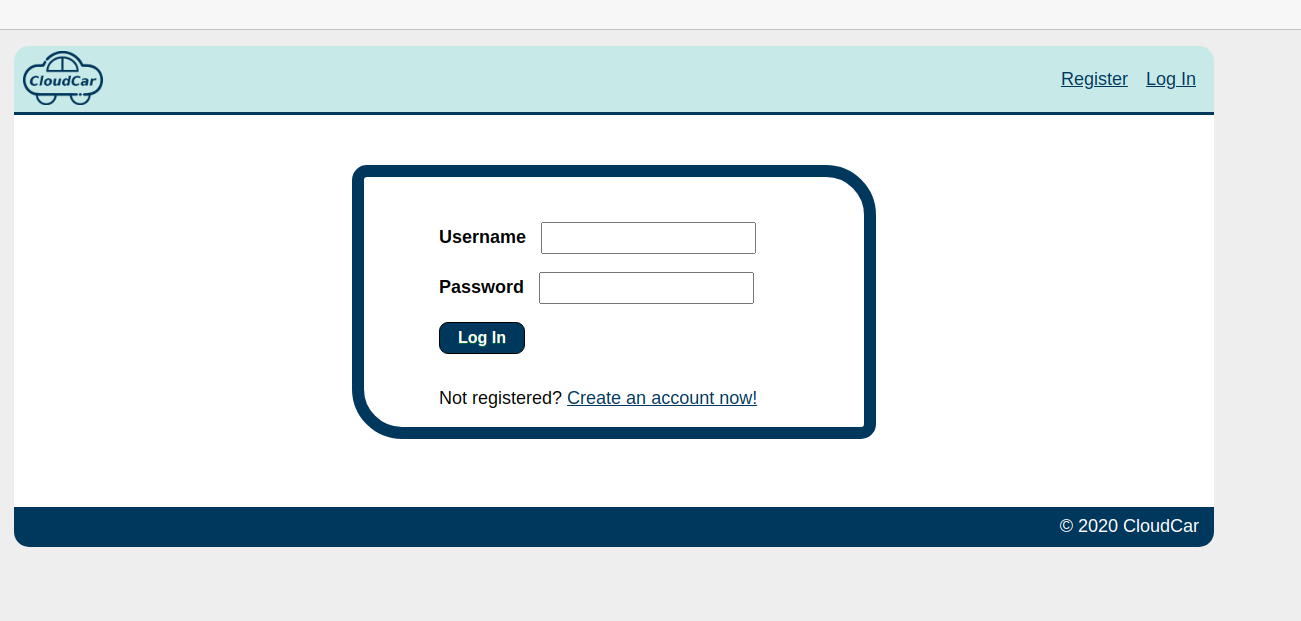 CloudCar
Register Log In
Username
Password
Log In
Not registered? Create an account now!
© 2020 CloudCar